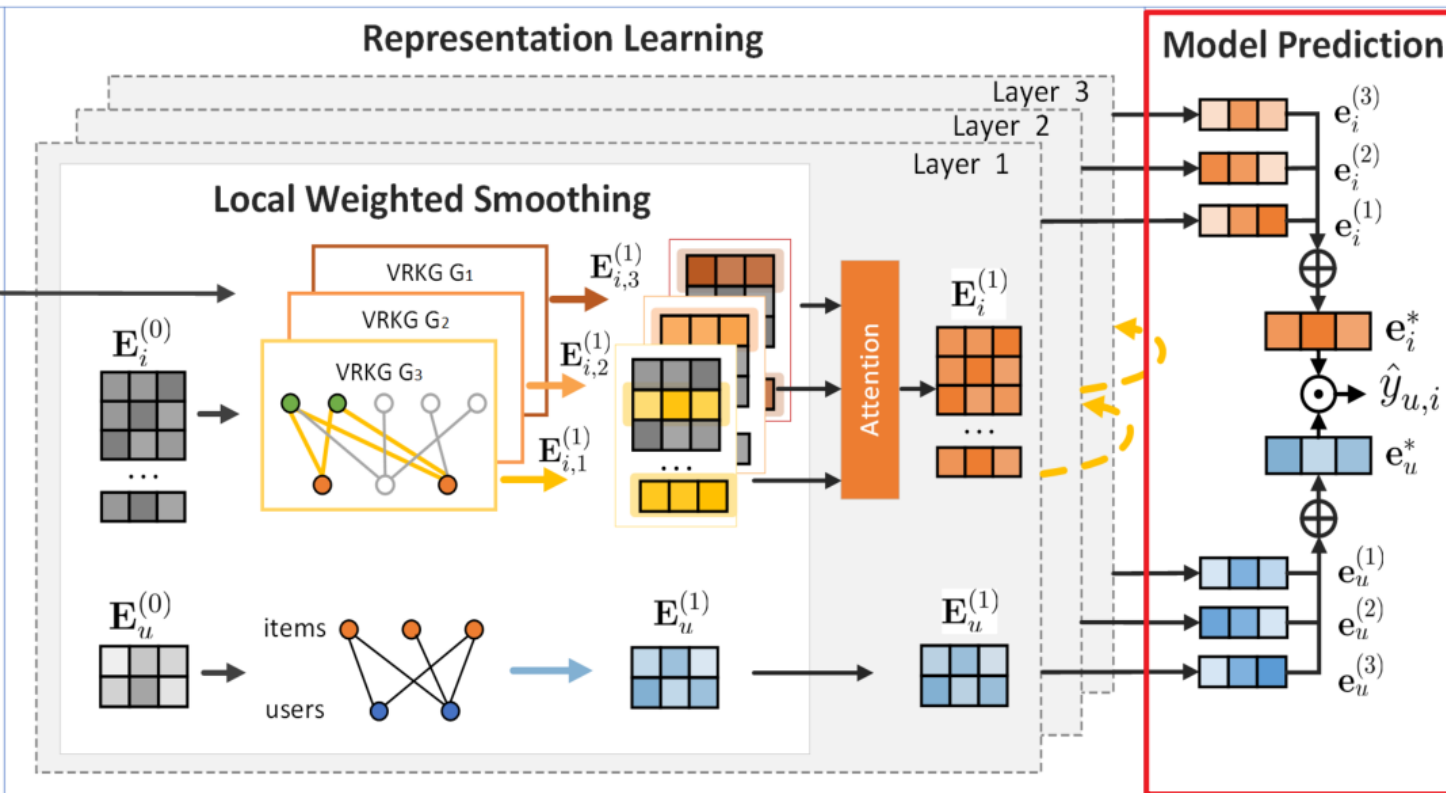 Representation Learning
Model Prediction
Layer 3
Layer 2
Layer 1
Local Weighted Smoothing
VRKG G₁
VRKG G₂
VRKG G₃
E_i^{(0)}
...
E_{i,3}^{(1)}
E_{i,2}^{(1)}
E_{i,1}^{(1)}
...
Attention
E_i^{(1)}
...
E_u^{(0)}
items
users
E_u^{(1)}
E_u^{(1)}
e_i^{(3)}
e_i^{(2)}
e_i^{(1)}
e_i^*
ŷ_{u,i}
e_u^*
e_u^{(1)}
e_u^{(2)}
e_u^{(3)}